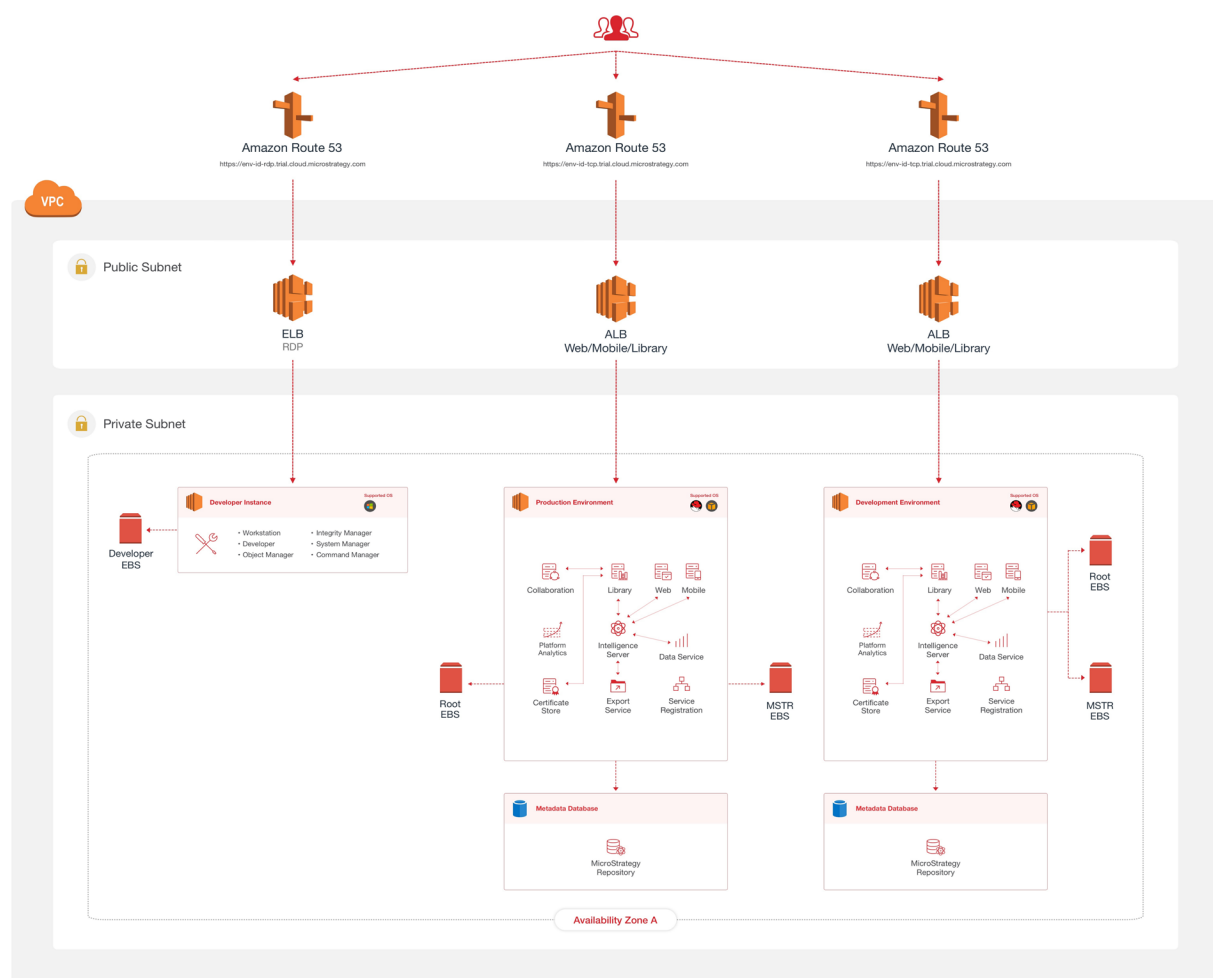 Amazon Route 53
https://env-id-rdp.trial.cloud.microstrategy.com
Amazon Route 53
https://env-id-tcp.trial.cloud.microstrategy.com
Amazon Route 53
https://env-id-tcp.trial.cloud.microstrategy.com
VPC
Public Subnet
ELB
RDP
ALB
Web/Mobile/Library
ALB
Web/Mobile/Library
Private Subnet
Developer Instance
Supported OS
• Workstation
• Developer
• Object Manager
• Integrity Manager
• System Manager
• Command Manager
Developer
EBS
Production Environment
Supported OS
Collaboration
Library
Web
Mobile
Platform
Analytics
Intelligence
Server
Data Service
Certificate
Store
Export
Service
Service
Registration
Root
EBS
MSTR
EBS
Development Environment
Supported OS
Collaboration
Library
Web
Mobile
Platform
Analytics
Intelligence
Server
Data Service
Certificate
Store
Export
Service
Service
Registration
Root
EBS
MSTR
EBS
Metadata Database
MicroStrategy
Repository
Metadata Database
MicroStrategy
Repository
Availability Zone A